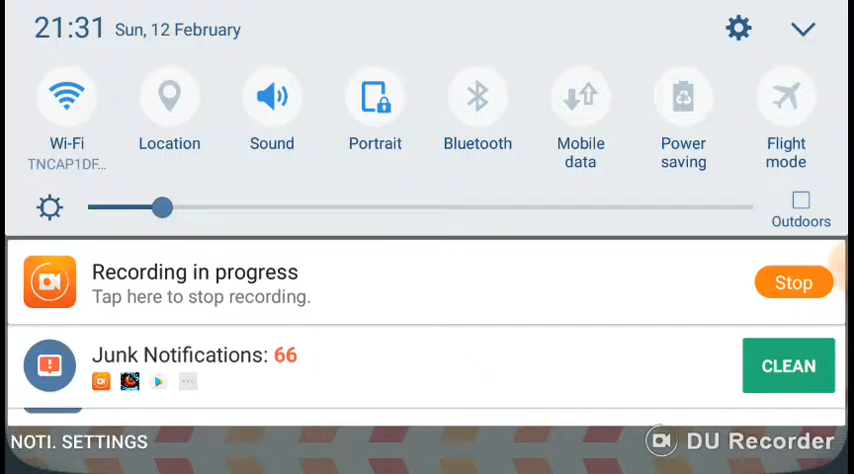 21:31 Sun, 12 February
Wi-Fi
TNCAP1DF...
Location
Sound
Portrait
Bluetooth
Mobile
data
Power
saving
Flight
mode
Outdoors
Recording in progress
Tap here to stop recording.
Stop
Junk Notifications: 66
CLEAN
NOTI. SETTINGS
DU Recorder